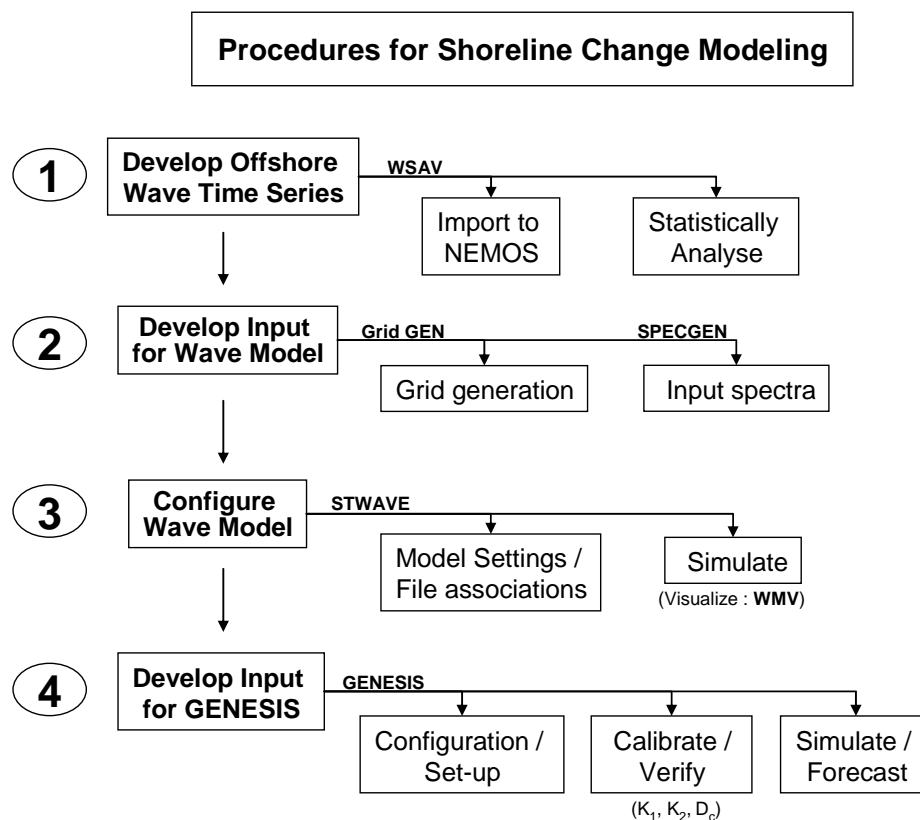 Procedures for Shoreline Change Modeling
1
Develop Offshore
Wave Time Series
WSAV
Import to
NEMOS
Statistically
Analyse
2
Develop Input
for Wave Model
Grid GEN
SPECGEN
Grid generation
Input spectra
3
Configure
Wave Model
STWAVE
Model Settings /
File associations
Simulate
(Visualize : WMV)
4
Develop Input
for GENESIS
GENESIS
Configuration /
Set-up
Calibrate /
Verify
(K₁, K₂, D꜀)
Simulate /
Forecast